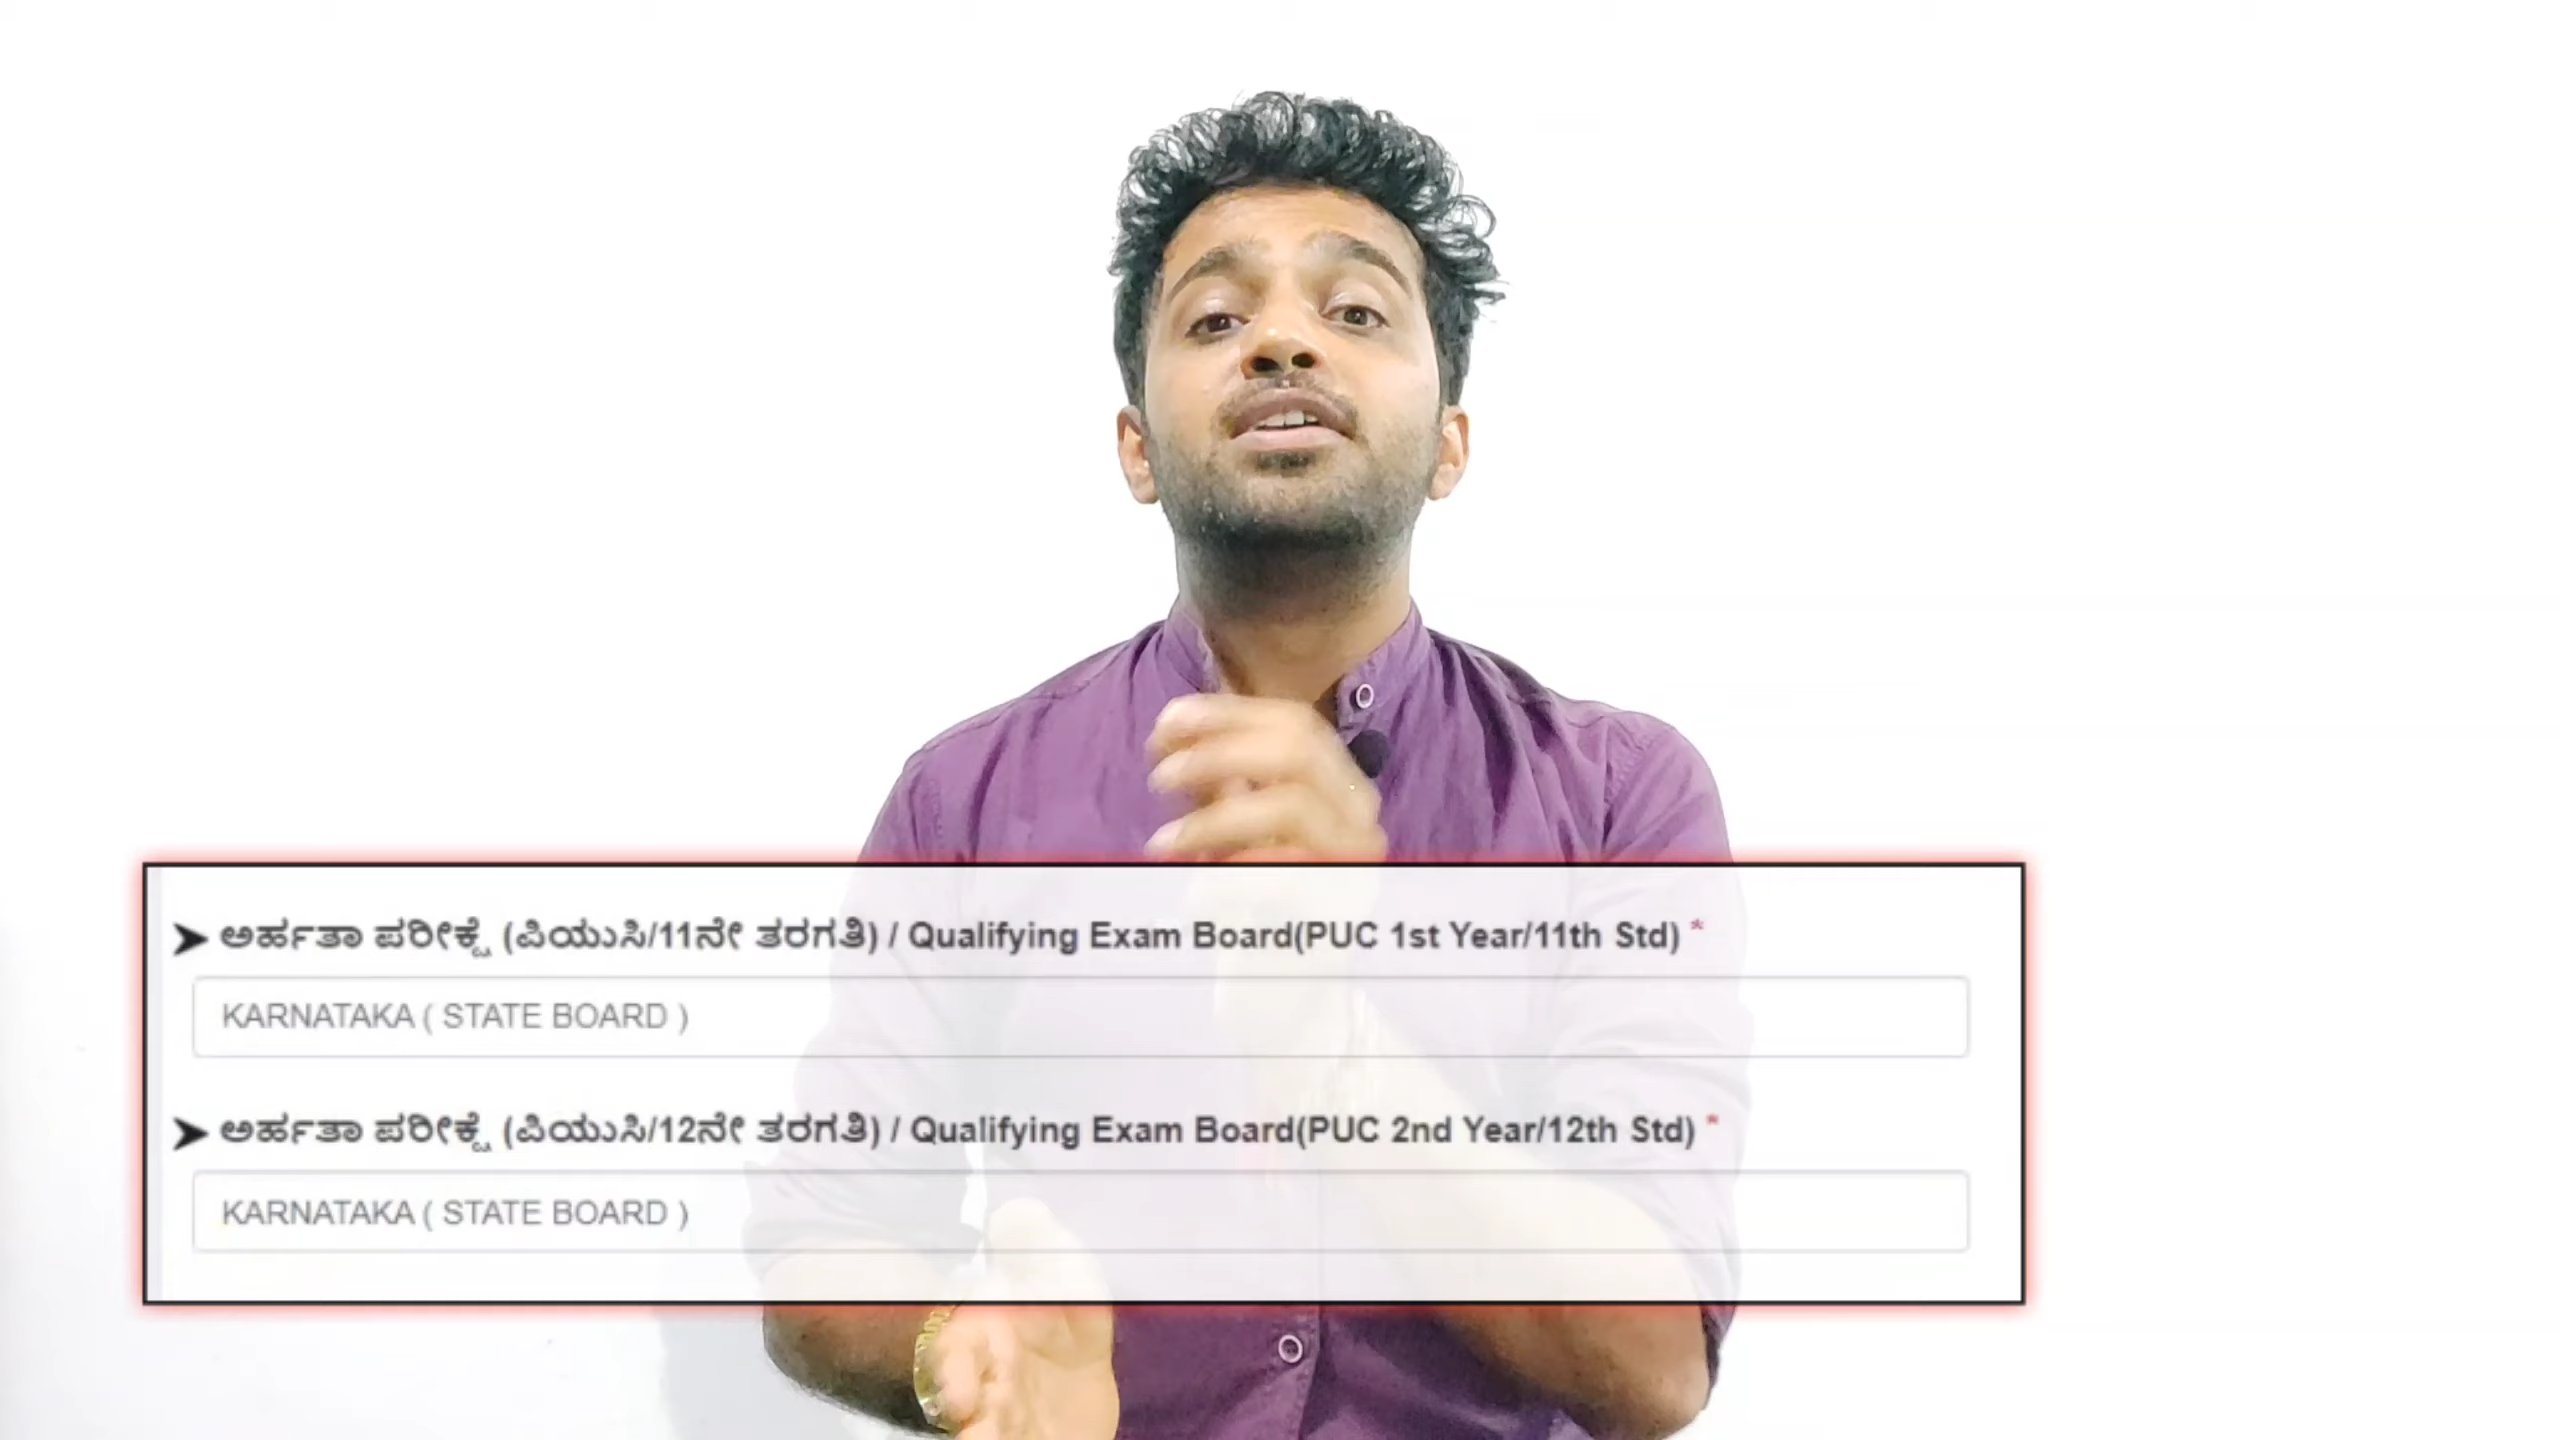 ➤ ಅರ್ಹತಾ ಪರೀಕ್ಷೆ (ಪಿಯುಸಿ/11ನೇ ತರಗತಿ) / Qualifying Exam Board(PUC 1st Year/11th Std) *
KARNATAKA ( STATE BOARD )
➤ ಅರ್ಹತಾ ಪರೀಕ್ಷೆ (ಪಿಯುಸಿ/12ನೇ ತರಗತಿ) / Qualifying Exam Board(PUC 2nd Year/12th Std) *
KARNATAKA ( STATE BOARD )